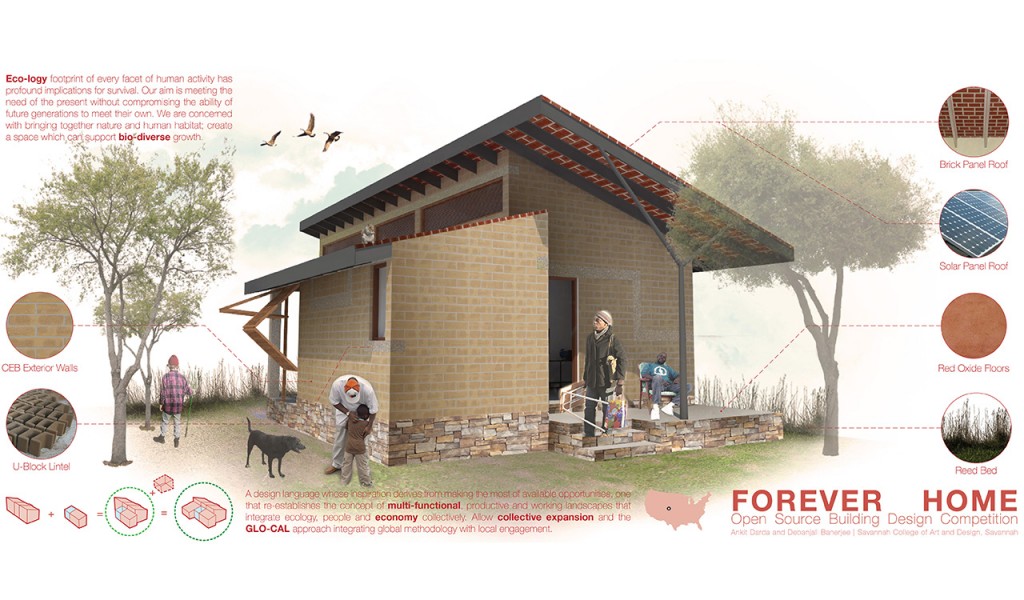 Eco-logy footprint of every facet of human activity has
profound implications for survival. Our aim is meeting the
need of the present without compromising the ability of
future generations to meet their own. We are concerned
with bringing together nature and human habitat; create
a space which can support bio-diverse growth.
Brick Panel Roof
Solar Panel Roof
CEB Exterior Walls
Red Oxide Floors
U-Block Lintel
Reed Bed
+ = + =
A design language whose inspiration derives from making the most of available opportunities; one
that re-establishes the concept of multi-functional, productive and working landscapes that
integrate ecology, people and economy collectively. Allow collective expansion and the
GLO-CAL approach integrating global methodology with local engagement.
FOREVER HOME
Open Source Building Design Competition
Ankit Darda and Debanjali Banerjee | Savannah College of Art and Design, Savannah